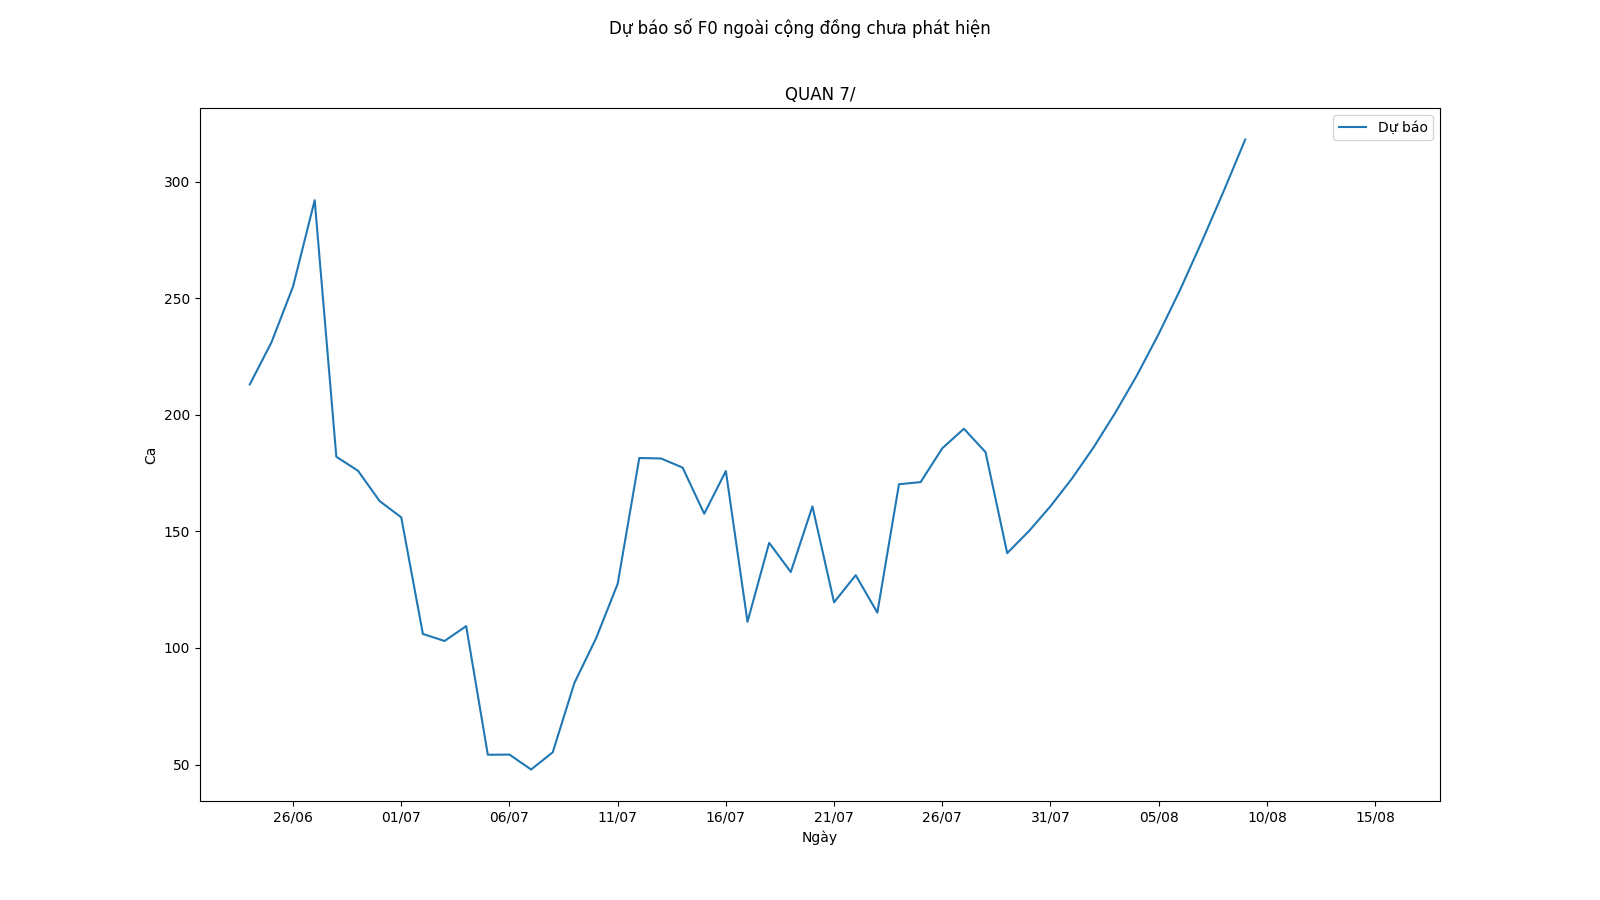 Dự báo số F0 ngoài cộng đồng chưa phát hiện
QUAN 7/
Dự báo
300
250
200
150
100
50
Ca
26/06 01/07 06/07 11/07 16/07 21/07 26/07 31/07 05/08 10/08 15/08
Ngày